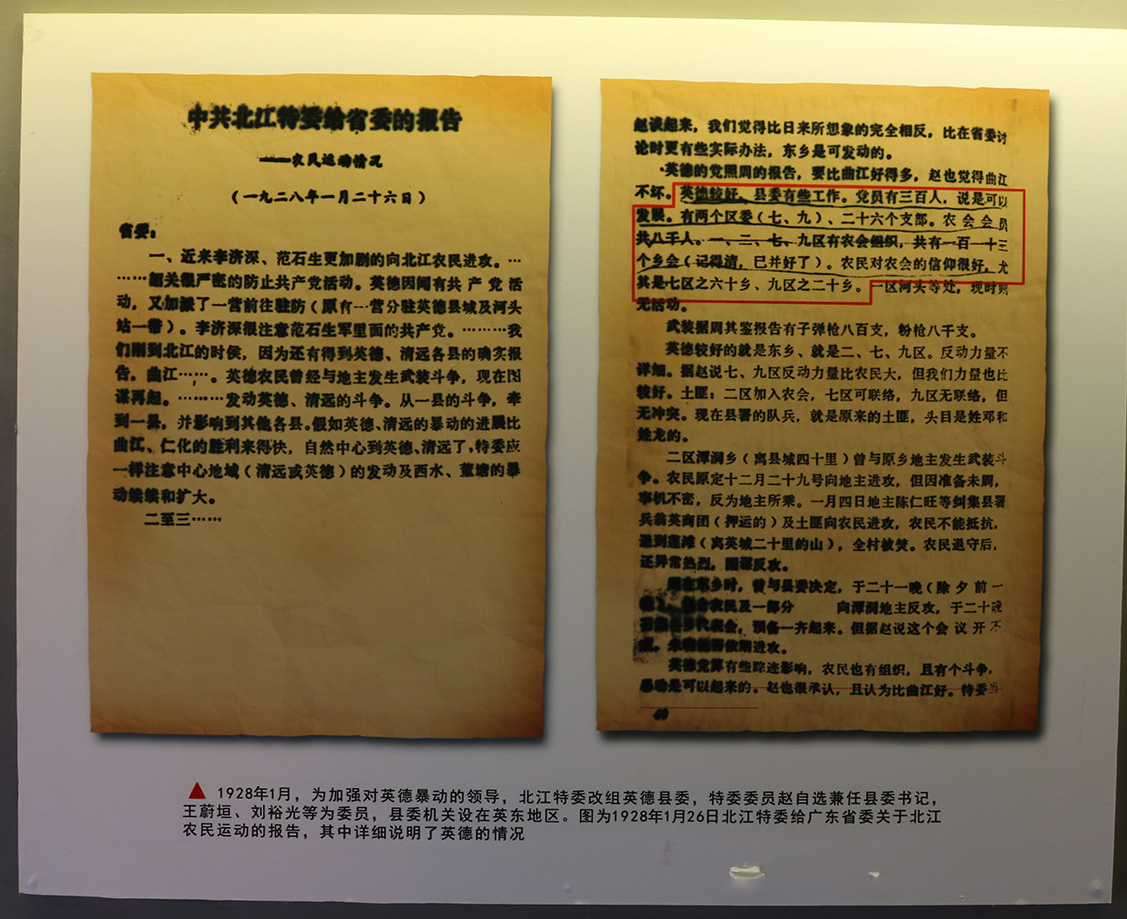 中共北江特委给省委的报告
——农民运动情况
（一九二八年一月二十六日）
省委：
一、近来李济深、范石生更加剧的向北江农民进攻。…
……韶关很严密的防止共产党活动。英德因闻有共产党活
动，又加派了一营前往驻防（原有一营分驻英德县城及河头
站一带）。李济深很注意范石生军里面的共产党。………我
们刚到北江的时侯，因为还有得到英德、清远各县的确实报
告，曲江……。英德农民曾经与地主发生武装斗争，现在图
谋再起。………发动英德、清远的斗争。从一县的斗争，牵
到一县，并影响到其他各县。假如英德、清远的暴动的进展比
曲江、仁化的胜利来得快，自然中心到英德、清远了，特委应
一样注意中心地域（清远或英德）的发动及西水、董塘的暴
动继续和扩大。
二至三……
赵谈起来，我们觉得比日来所想象的完全相反，比在省委讨
论时更有些实际办法，东乡是可发动的。
英德的党照周的报告，要比曲江好得多，赵也觉得曲江
不坏。英德较好。县委有些工作。党员有三百人，说是可以
发展。有两个区委（七、九）、二十六个支部。农会会员
共八千人。一、二、七、九区有农会组织，共有一百一十三
个乡会（记得清，已并好了）。农民对农会的信仰很好，尤
其是七区之六十乡、九区之二十乡。一区河头等处，现时则
无活动。
武装据周其鉴报告有子弹枪八百支，粉枪八千支。
英德较好的就是东乡、就是二、七、九区。反动力量不
详细。据赵说七、九区反动力量比农民大，但我们力量也比
较好。土匪：二区加入农会，七区可联络，九区无联络，但
无冲突。现在县署的队兵，就是原来的土匪，头目是姓邓和
姓龙的。
二区潭洞乡（离县城四十里）曾与原乡地主发生武装斗
争。农民原定十二月二十九号向地主进攻，但因准备未周，
事机不密，反为地主所乘。一月四日地主陈仁旺等纠集县署
兵前英商团（押运的）及土匪向农民进攻，农民不能抵抗，
退到莲滩（离英城二十里的山），全村被焚。农民退守后，
还异常热烈，图谋反攻。
乡时，曾与县委决定，于二十一晚（除夕前一
农民及一部分 向潭洞地主反攻，于二十晚
代表会，预备一齐起来。但据赵说这个会议开不
依期进攻。
英德党算有些踪迹影响，农民也有组织，且有个斗争，
暴动是可以起来的。赵也很承认，且认为比曲江好。特委当
60
1928年1月，为加强对英德暴动的领导，北江特委改组英德县委，特委委员赵自选兼任县委书记，
王蔚垣、刘裕光等为委员，县委机关设在英东地区。图为1928年1月26日北江特委给广东省委关于北江
农民运动的报告，其中详细说明了英德的情况